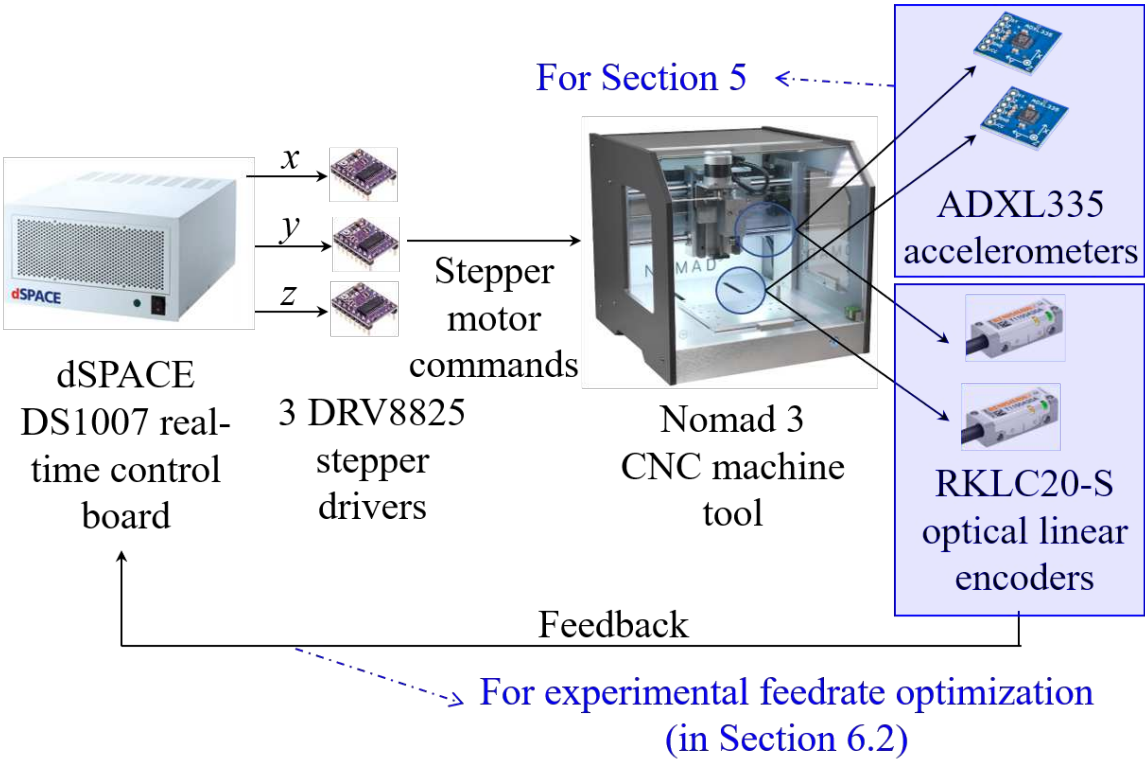 For Section 5
ADXL335
ADXL335
ADXL335
accelerometers
x
y
z
dSPACE
Stepper
motor
commands
NOMAD
dSPACE
DS1007 real-
time control
board
3 DRV8825
stepper
drivers
Nomad 3
CNC machine
tool
RKLC20-S
optical linear
encoders
Feedback
For experimental feedrate optimization
(in Section 6.2)